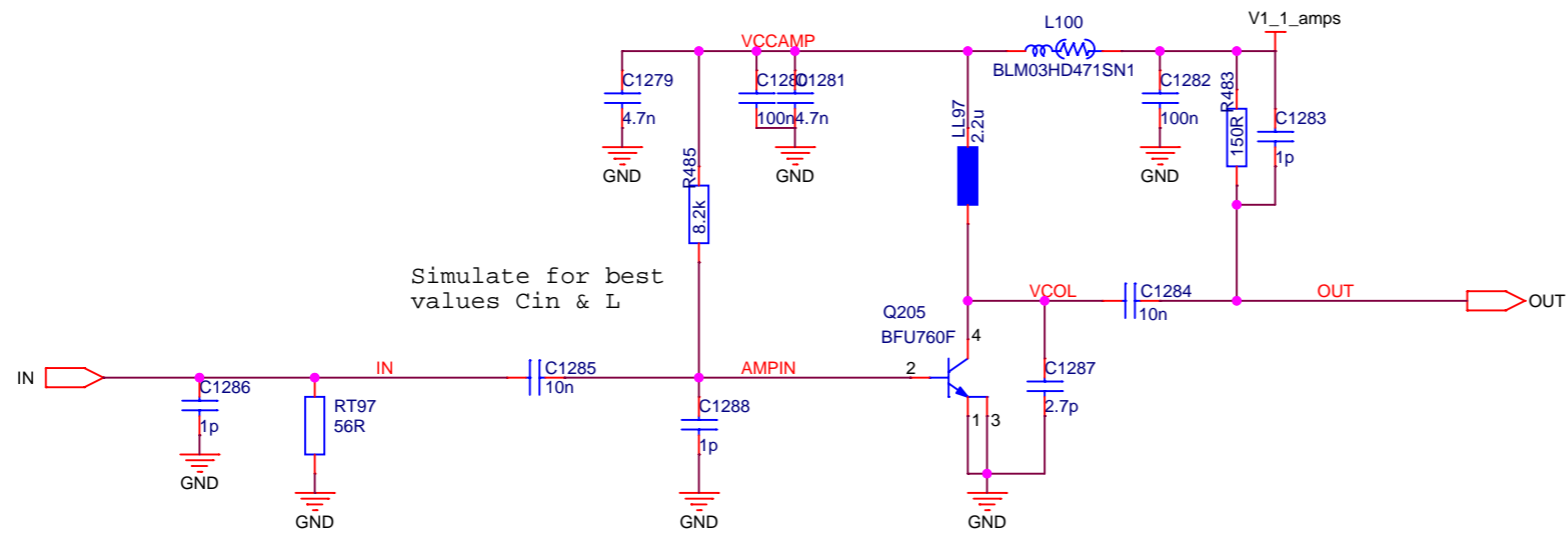 L100
V1_1_amps
VCCAMP
BLM03HD471SN1
C1279
C1280
C1281
C1282
R483
4.7n
100n
4.7n
LL97
2.2u
100n
150R
C1283
1p
GND
GND
GND
R485
8.2k
Simulate for best
values Cin & L
VCOL
C1284
10n
OUT
OUT
Q205
BFU760F
4
IN
IN
C1285
10n
AMPIN
2
C1287
2.7p
C1286
1p
RT97
56R
C1288
1p
1
3
GND
GND
GND
GND